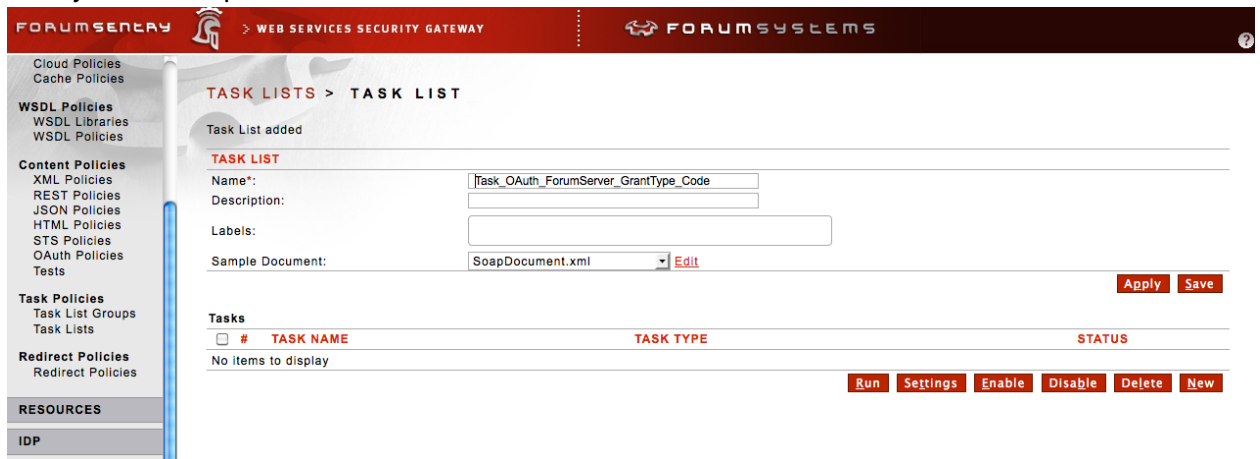 FORUMSENTRY > WEB SERVICES SECURITY GATEWAY FORUMSYSTEMS
?
Cloud Policies
Cache Policies
WSDL Policies
WSDL Libraries
WSDL Policies
Content Policies
XML Policies
REST Policies
JSON Policies
HTML Policies
STS Policies
OAuth Policies
Tests
Task Policies
Task List Groups
Task Lists
Redirect Policies
Redirect Policies
RESOURCES
IDP
TASK LISTS > TASK LIST
Task List added
TASK LIST
Name*: Task_OAuth_ForumServer_GrantType_Code
Description:
Labels:
Sample Document: SoapDocument.xml Edit
Apply Save
Tasks
# TASK NAME TASK TYPE STATUS
No items to display
Run Settings Enable Disable Delete New